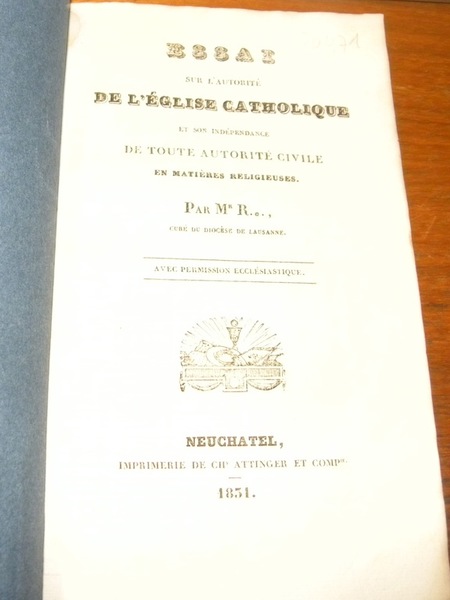 ESSAI
SUR L'AUTORITÉ
DE L'ÉGLISE CATHOLIQUE
ET SON INDÉPENDANCE
DE TOUTE AUTORITÉ CIVILE
EN MATIÈRES RELIGIEUSES.
PAR Mr R..,
CURÉ DU DIOCÈSE DE LAUSANNE.
AVEC PERMISSION ECCLÉSIASTIQUE.
NEUCHATEL,
IMPRIMERIE DE CH. ATTINGER ET COMP.
1831.